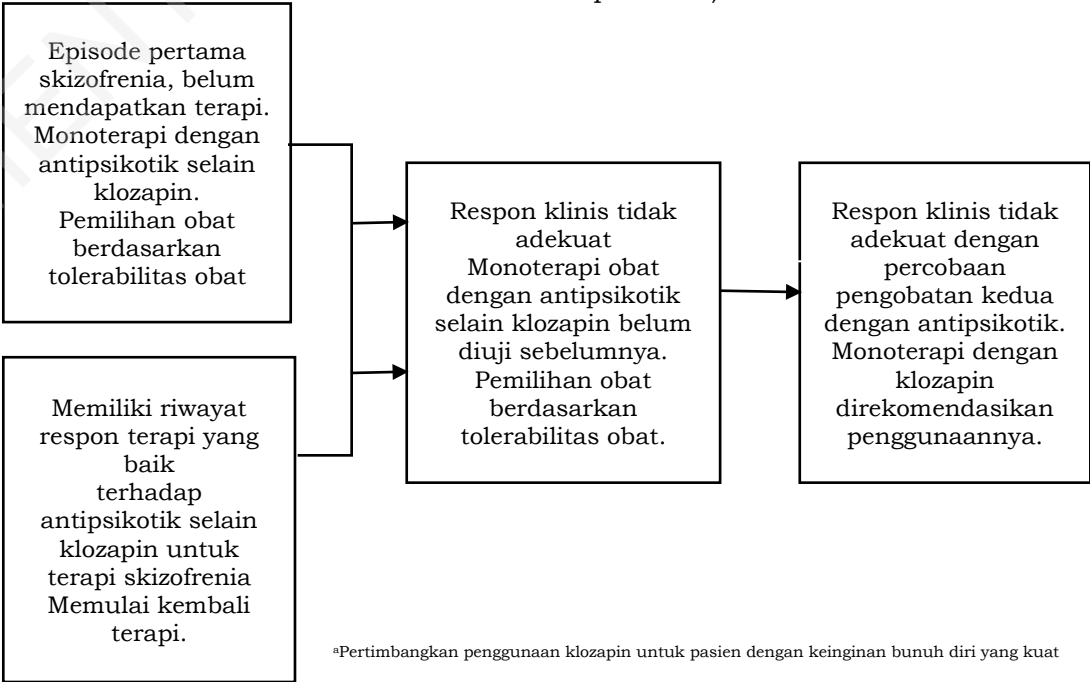 Episode pertama
skizofrenia, belum
mendapatkan terapi.
Monoterapi dengan
antipsikotik selain
klozapin.
Pemilihan obat
berdasarkan
tolerabilitas obat
Memiliki riwayat
respon terapi yang
baik
terhadap
antipsikotik selain
klozapin untuk
terapi skizofrenia
Memulai kembali
terapi.
Respon klinis tidak
adekuat
Monoterapi obat
dengan antipsikotik
selain klozapin belum
diuji sebelumnya.
Pemilihan obat
berdasarkan
tolerabilitas obat.
Respon klinis tidak
adekuat dengan
percobaan
pengobatan kedua
dengan antipsikotik.
Monoterapi dengan
klozapin
direkomendasikan
penggunaannya.
ᵃPertimbangkan penggunaan klozapin untuk pasien dengan keinginan bunuh diri yang kuat